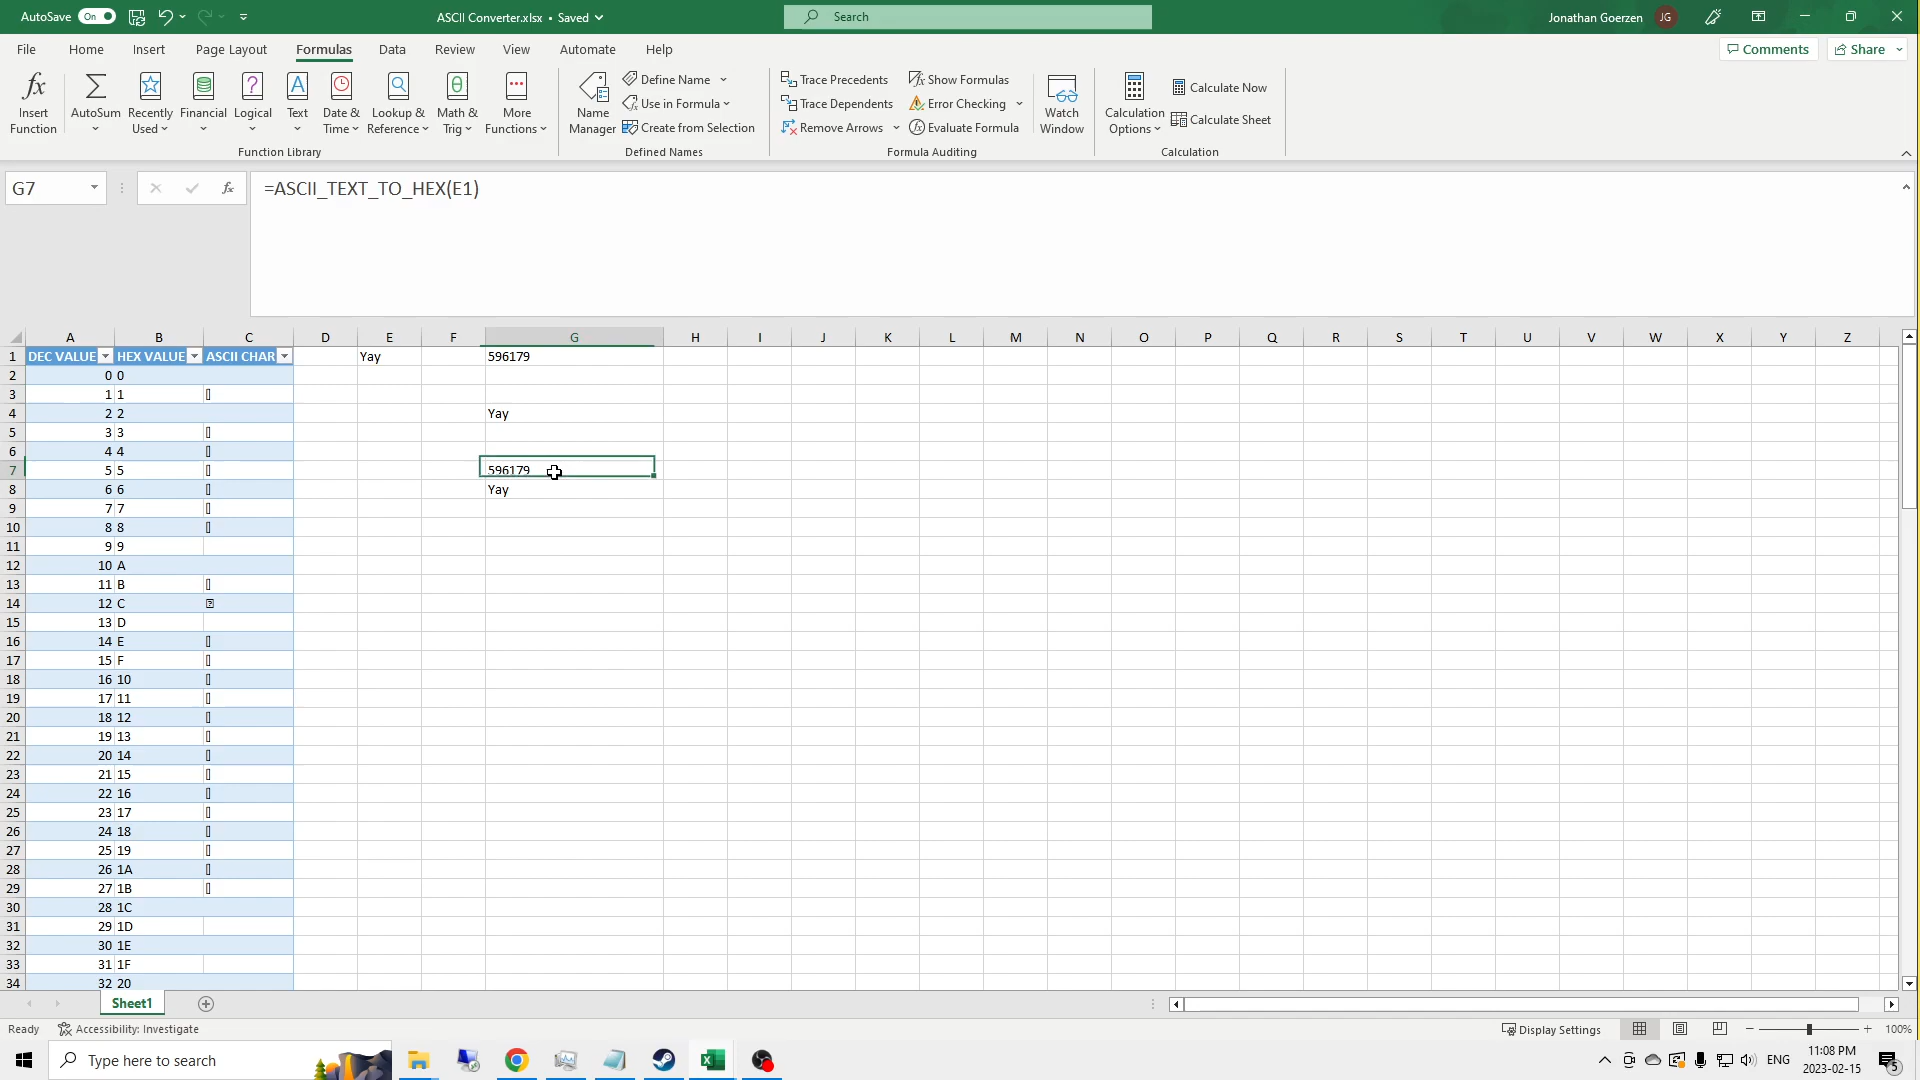 AutoSave On ASCII Converter.xlsx • Saved Search Jonathan Goerzen JG
File Home Insert Page Layout Formulas Data Review View Automate Help Comments Share
fx
Insert Function
AutoSum
Recently Used
Financial
Logical
Text
Date & Time
Lookup & Reference
Math & Trig
More Functions
Function Library
Name Manager
Define Name
Use in Formula
Create from Selection
Defined Names
Trace Precedents
Trace Dependents
Remove Arrows
Show Formulas
Error Checking
Evaluate Formula
Watch Window
Formula Auditing
Calculation Options
Calculate Now
Calculate Sheet
Calculation
G7 fx =ASCII_TEXT_TO_HEX(E1)
A B C D E F G H I J K L M N O P Q R S T U V W X Y Z
1 DEC VALUE HEX VALUE ASCII CHAR Yay 596179
2 0 0
3 1 1
4 2 2 Yay
5 3 3
6 4 4
7 5 5 596179
8 6 6 Yay
9 7 7
10 8 8
11 9 9
12 10 A
13 11 B
14 12 C
15 13 D
16 14 E
17 15 F
18 16 10
19 17 11
20 18 12
21 19 13
22 20 14
23 21 15
24 22 16
25 23 17
26 24 18
27 25 19
28 26 1A
29 27 1B
30 28 1C
31 29 1D
32 30 1E
33 31 1F
34 32 20
Sheet1
Ready Accessibility: Investigate Display Settings 100%
Type here to search ENG 11:08 PM
2023-02-15 5